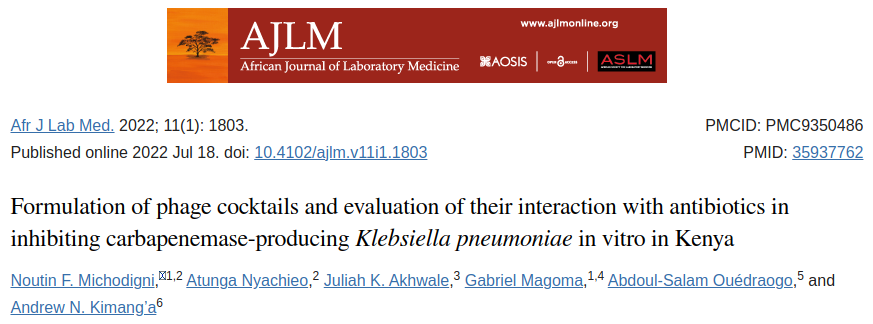 AJLM
African Journal of Laboratory Medicine
www.ajlmonline.org
AOSIS
OPEN ACCESS
ASLM
Afr J Lab Med. 2022; 11(1): 1803.
PMCID: PMC9350486
Published online 2022 Jul 18. doi: 10.4102/ajlm.v11i1.1803
PMID: 35937762
Formulation of phage cocktails and evaluation of their interaction with antibiotics in
inhibiting carbapenemase-producing Klebsiella pneumoniae in vitro in Kenya
Noutin F. Michodigni,1,2 Atunga Nyachieo,2 Juliah K. Akhwale,3 Gabriel Magoma,1,4 Abdoul-Salam Ouédraogo,5 and
Andrew N. Kimang’a6